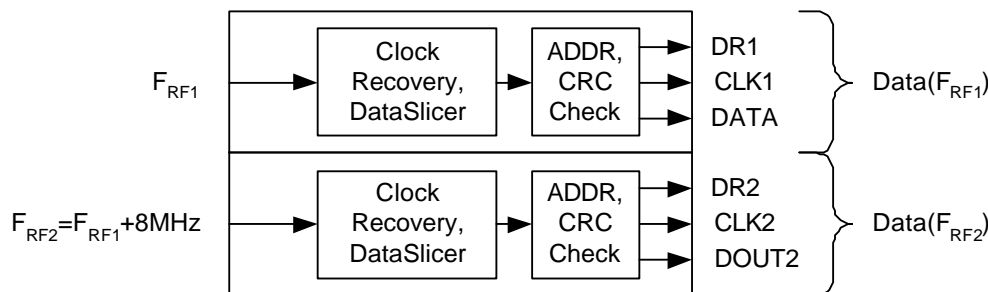 F_RF1
Clock
Recovery,
DataSlicer
ADDR,
CRC
Check
DR1
CLK1
DATA
Data(F_RF1)
F_RF2=F_RF1+8MHz
Clock
Recovery,
DataSlicer
ADDR,
CRC
Check
DR2
CLK2
DOUT2
Data(F_RF2)